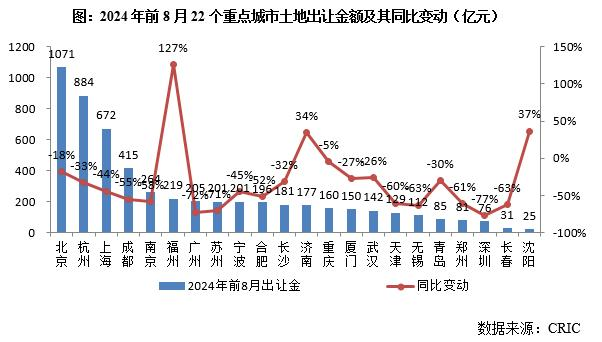 图：2024年前8月22个重点城市土地出让金额及其同比变动（亿元）
1200
1000
800
600
400
200
0
150%
100%
50%
0%
-50%
-100%
1071
884
672
415
264
219
205
201
201
196
181
177
160
150
142
129
112
85
81
76
31
25
-18%
-33%
-44%
-55%
-58%
127%
-72%
-71%
-45%
-52%
-32%
34%
-5%
-27%
-26%
-60%
-63%
-30%
-61%
-77%
-63%
37%
北京
杭州
上海
成都
南京
福州
广州
苏州
宁波
合肥
长沙
济南
重庆
厦门
武汉
天津
无锡
青岛
郑州
深圳
长春
沈阳
2024年前8月出让金
同比变动
数据来源：CRIC